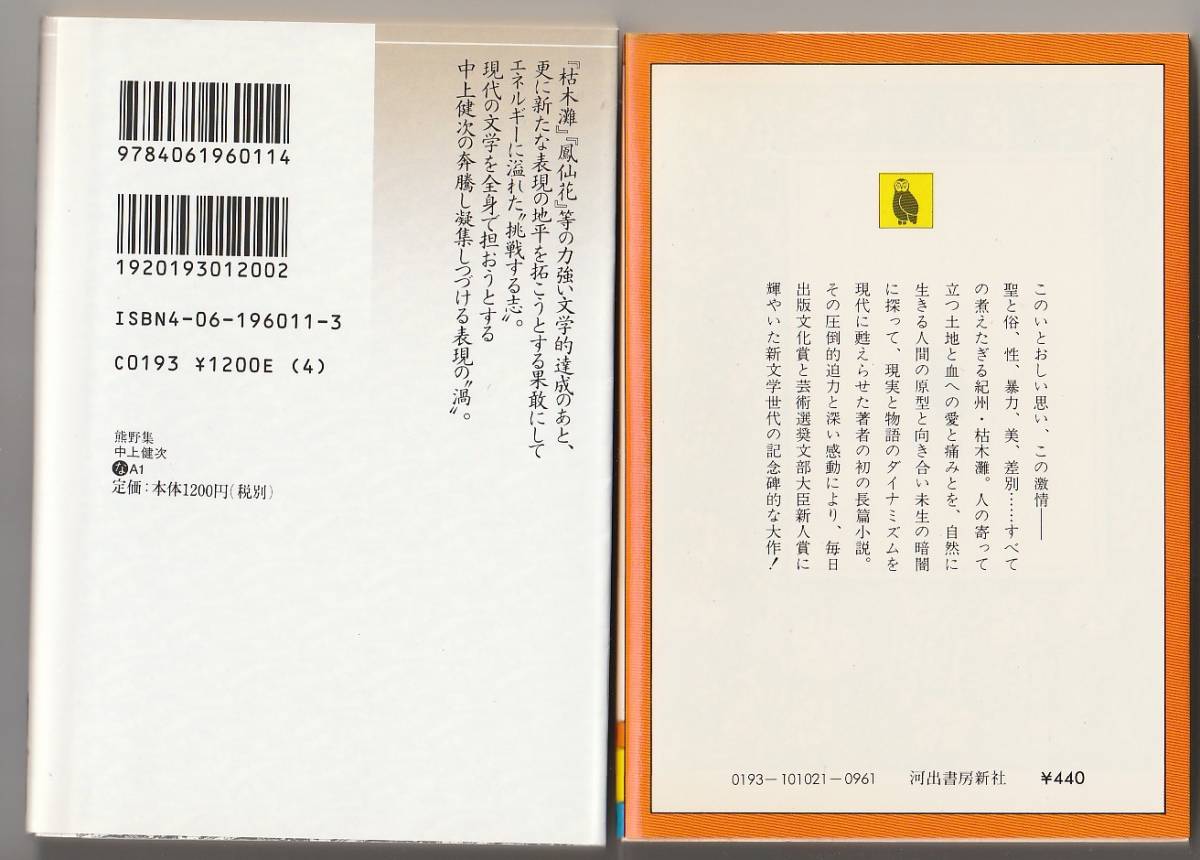 『枯木灘』『鳳仙花』等の力強い文学的達成のあと、
更に新たな表現の地平を拓こうとする果敢にして
エネルギーに溢れた〝挑戦する志〟。
現代の文学を全身で担おうとする
中上健次の奔騰し凝集しつづける表現の〝渦〟。
9784061960114
1920193012002
ISBN4-06-196011-3
C0193 ¥1200E (4)
熊野集
中上健次
なA1
定価：本体1200円（税別）
このいとおしい思い、この激情──
聖と俗、性、暴力、美、差別……すべて
の煮えたぎる紀州・枯木灘。人の寄って
立つ土地と血への愛と痛みとを、自然に
生きる人間の原型と向き合い未生の暗闇
に探って、現実と物語のダイナミズムを
現代に甦えらせた著者の初の長篇小説。
その圧倒的迫力と深い感動により、毎日
出版文化賞と芸術選奨文部大臣新人賞に
輝やいた新文学世代の記念碑的な大作！
0193-101021-0961 河出書房新社 ¥440